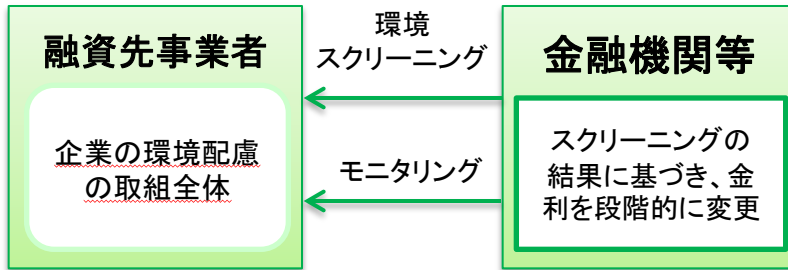 融資先事業者
企業の環境配慮
の取組全体
環境
スクリーニング
モニタリング
金融機関等
スクリーニングの
結果に基づき、金
利を段階的に変更